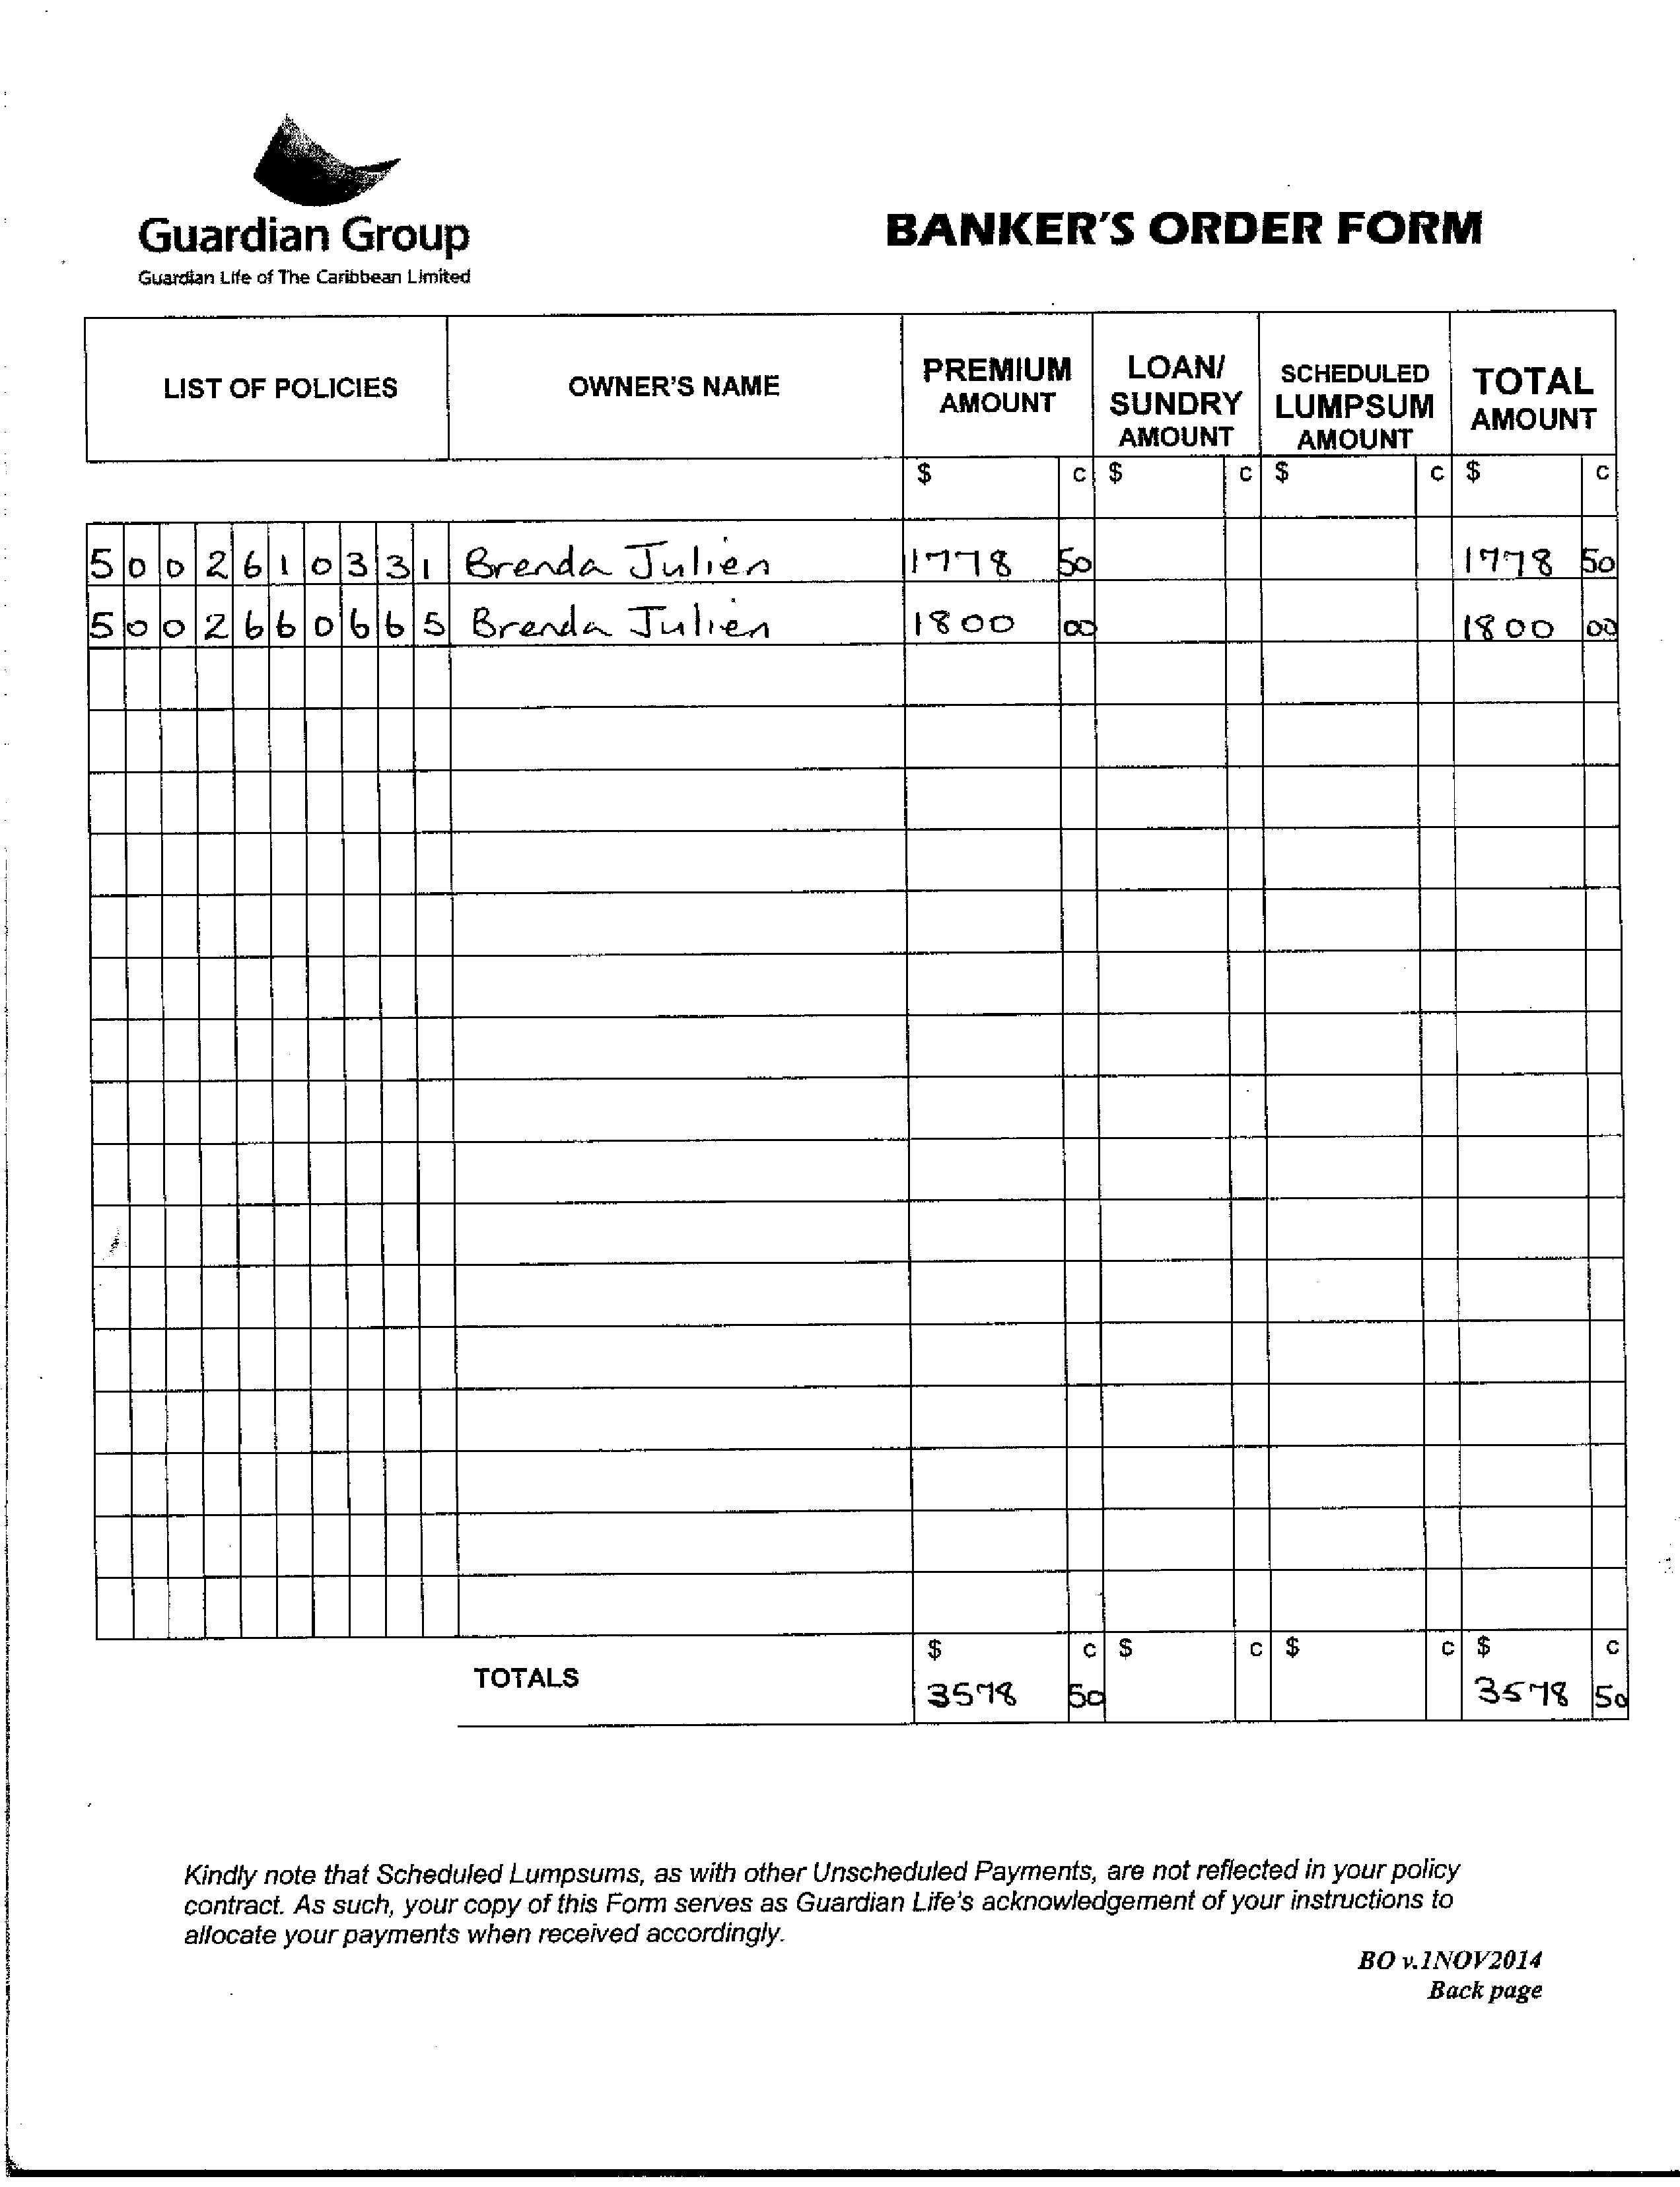 Guardian Group
Guardian Life of The Caribbean Limited
BANKER'S ORDER FORM
LIST OF POLICIES OWNER'S NAME PREMIUM AMOUNT LOAN/ SUNDRY AMOUNT SCHEDULED LUMPSUM AMOUNT TOTAL AMOUNT
$ c $ c $ c $ c
5002610331 Brenda Julien 1778 50 1778 50
5002660665 Brenda Julien 1800 00 1800 00
$ c $ c $ c $ c
TOTALS 3578 50 3578 50
Kindly note that Scheduled Lumpsums, as with other Unscheduled Payments, are not reflected in your policy
contract. As such, your copy of this Form serves as Guardian Life's acknowledgement of your instructions to
allocate your payments when received accordingly.
BO v.1NOV2014
Back page